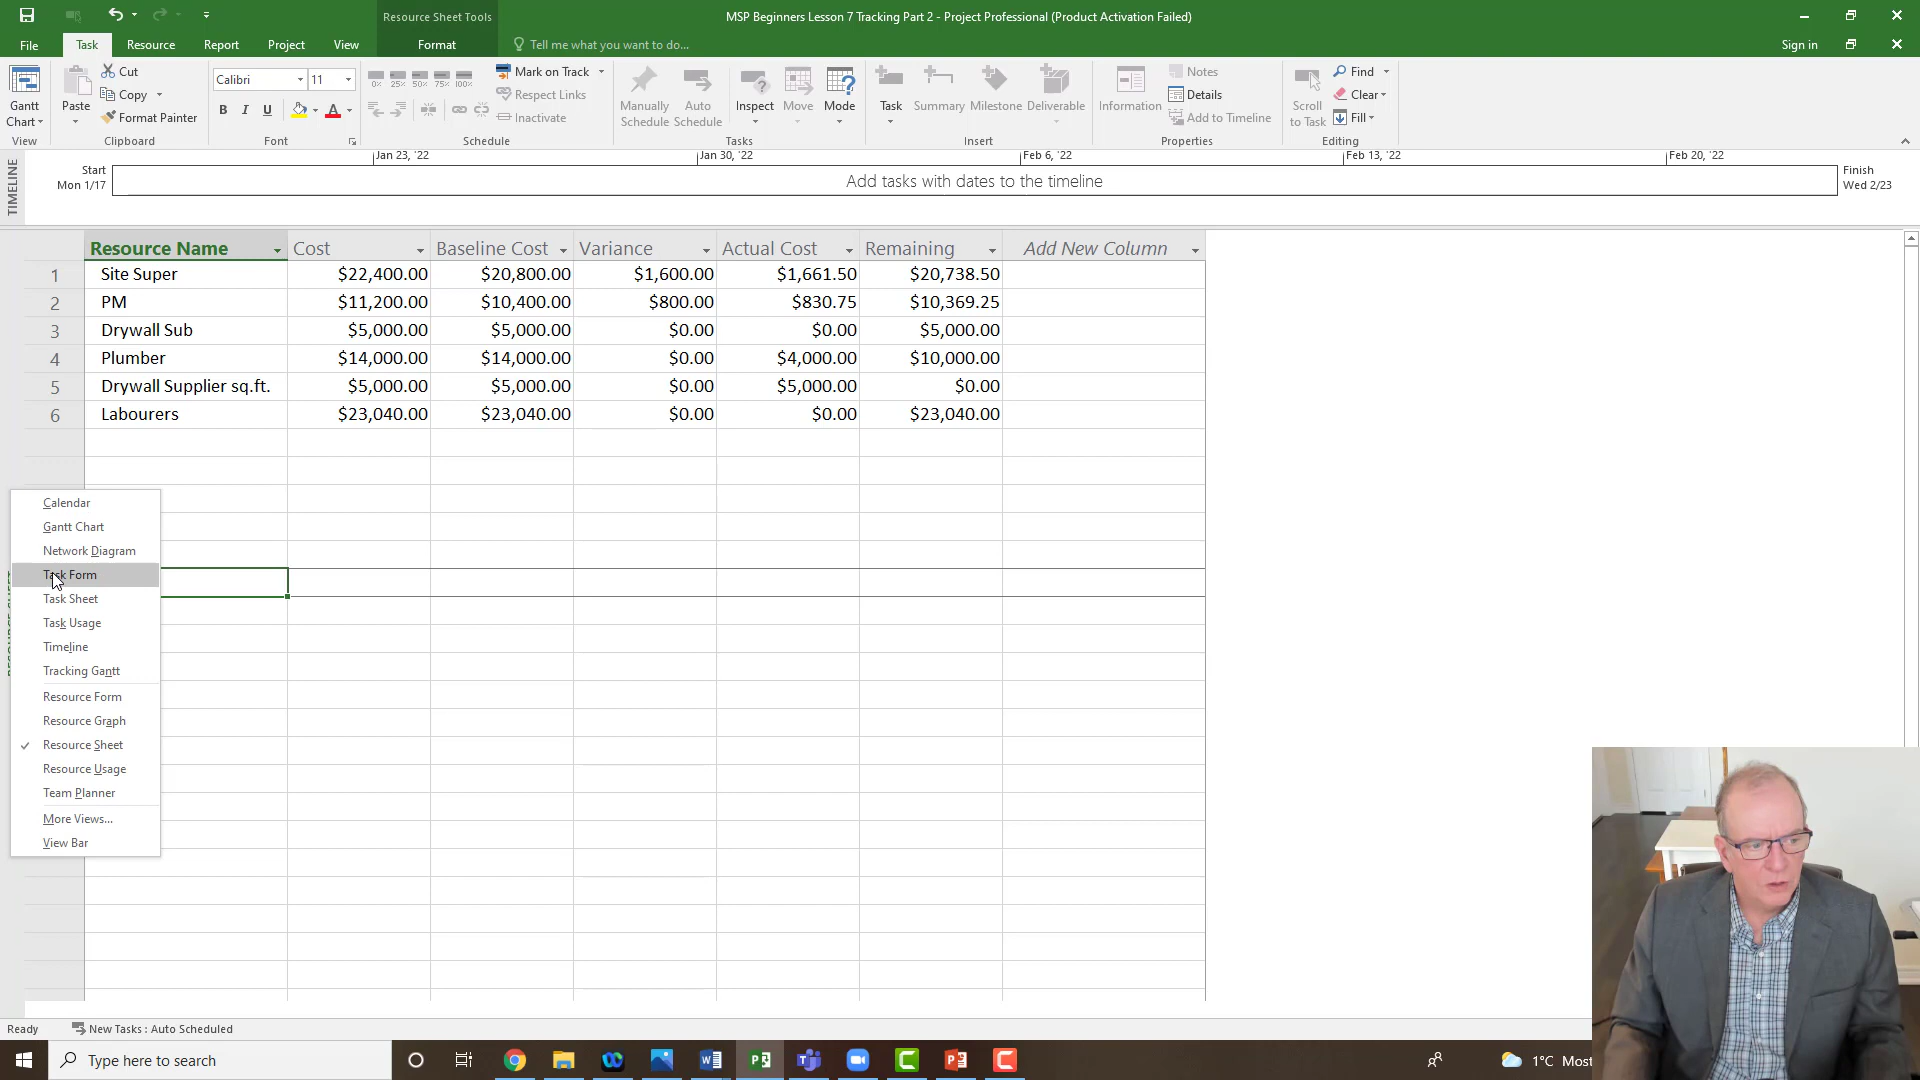 Resource Sheet Tools
MSP Beginners Lesson 7 Tracking Part 2 - Project Professional (Product Activation Failed)
File Task Resource Report Project View Format Tell me what you want to do... Sign in
Gantt Chart
View
Paste
Cut
Copy
Format Painter
Clipboard
Calibri 11
B I U A
Font
0% 25% 50% 75% 100%
Mark on Track
Respect Links
Inactivate
Schedule
Manually Schedule
Auto Schedule
Inspect
Move
Mode
Tasks
Task
Summary
Milestone
Deliverable
Insert
Information
Notes
Details
Add to Timeline
Properties
Scroll to Task
Find
Clear
Fill
Editing
TIMELINE
Start
Mon 1/17
Jan 23, '22 Jan 30, '22 Feb 6, '22 Feb 13, '22 Feb 20, '22
Add tasks with dates to the timeline
Finish
Wed 2/23
Resource Name Cost Baseline Cost Variance Actual Cost Remaining Add New Column
1 Site Super $22,400.00 $20,800.00 $1,600.00 $1,661.50 $20,738.50
2 PM $11,200.00 $10,400.00 $800.00 $830.75 $10,369.25
3 Drywall Sub $5,000.00 $5,000.00 $0.00 $0.00 $5,000.00
4 Plumber $14,000.00 $14,000.00 $0.00 $4,000.00 $10,000.00
5 Drywall Supplier sq.ft. $5,000.00 $5,000.00 $0.00 $5,000.00 $0.00
6 Labourers $23,040.00 $23,040.00 $0.00 $0.00 $23,040.00
Calendar
Gantt Chart
Network Diagram
Task Form
Task Sheet
Task Usage
Timeline
Tracking Gantt
Resource Form
Resource Graph
Resource Sheet
Resource Usage
Team Planner
More Views...
View Bar
Ready New Tasks : Auto Scheduled
Type here to search
1°C Most